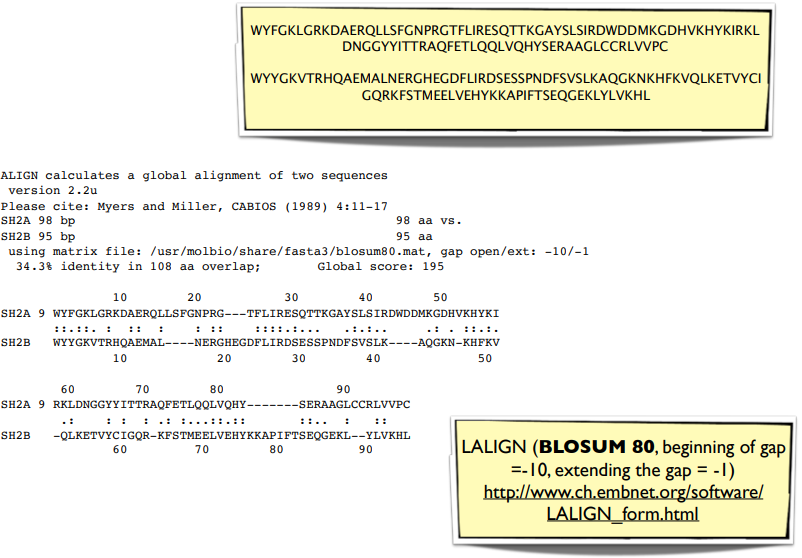 WYFGKLGRKDAERQLLSFGNPRGTFLIRESQTTKGAYSLSIRDWDDMKGDHVKHYKIRKL
DNGGYYITTRAQFETLQQLVQHYSERAAGLCCRLVVPC
WYYGKVTRHQAEMALNERGHEGDFLIRDSESSPNDFSVSLKAQGKNKHFKVQLKETVYCI
GQRKFSTMEELVEHYKKAPIFTSEQGEKLYLVKHL
ALIGN calculates a global alignment of two sequences
 version 2.2u
Please cite: Myers and Miller, CABIOS (1989) 4:11-17
SH2A 98 bp                                            98 aa vs.
SH2B 95 bp                                            95 aa
 using matrix file: /usr/molbio/share/fasta3/blosum80.mat, gap open/ext: -10/-1
  34.3% identity in 108 aa overlap;        Global score: 195
               10        20           30        40        50
SH2A 9 WYFGKLGRKDAERQLLSFGNPRG---TFLIRESQTTKGAYSLSIRDWDDMKGDHVKHYKI
       ::.:.. : ::  :    : ::    ::::.:.:..   :.:.:.     :. : .:.:.
SH2B   WYYGKVTRHQAEMAL----NERGHEGDFLIRDSESSPNDFSVSLK----AQGKN-KHFKV
               10            20        30        40            50
        60        70        80               90
SH2A 9 RKLDNGGYYITTRAQFETLQQLVQHY--------SERAAGLCCRLVVPC
        .:     : : : :...::.::        :::..  :  .::
SH2B   -QLKETVYCIGQR-KFSTMEELVEHYKKAPIFTSEQGEKL--YLVKHL
               60         70        80        90
LALIGN (BLOSUM 80, beginning of gap
=-10, extending the gap = -1)
http://www.ch.embnet.org/software/
LALIGN_form.html